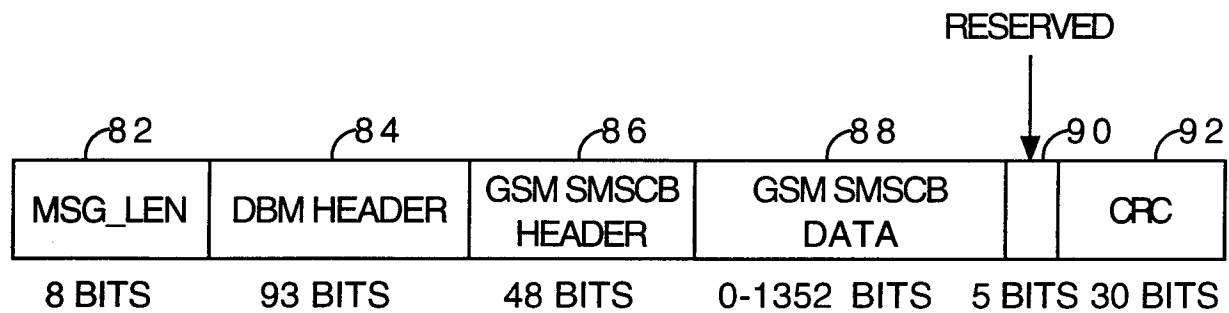 RESERVED
82 84 86 88 90 92
MSG_LEN DBM HEADER GSM SMSCB HEADER GSM SMSCB DATA CRC
8 BITS 93 BITS 48 BITS 0-1352 BITS 5 BITS 30 BITS